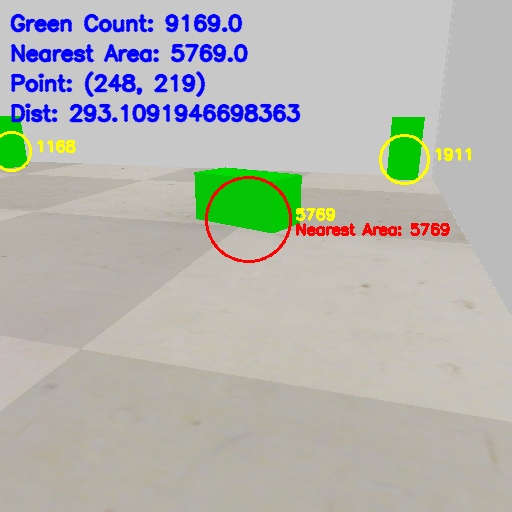 Green Count: 9169.0
Nearest Area: 5769.0
Point: (248, 219)
Dist: 293.1091946698363
1168
1911
5769
Nearest Area: 5769